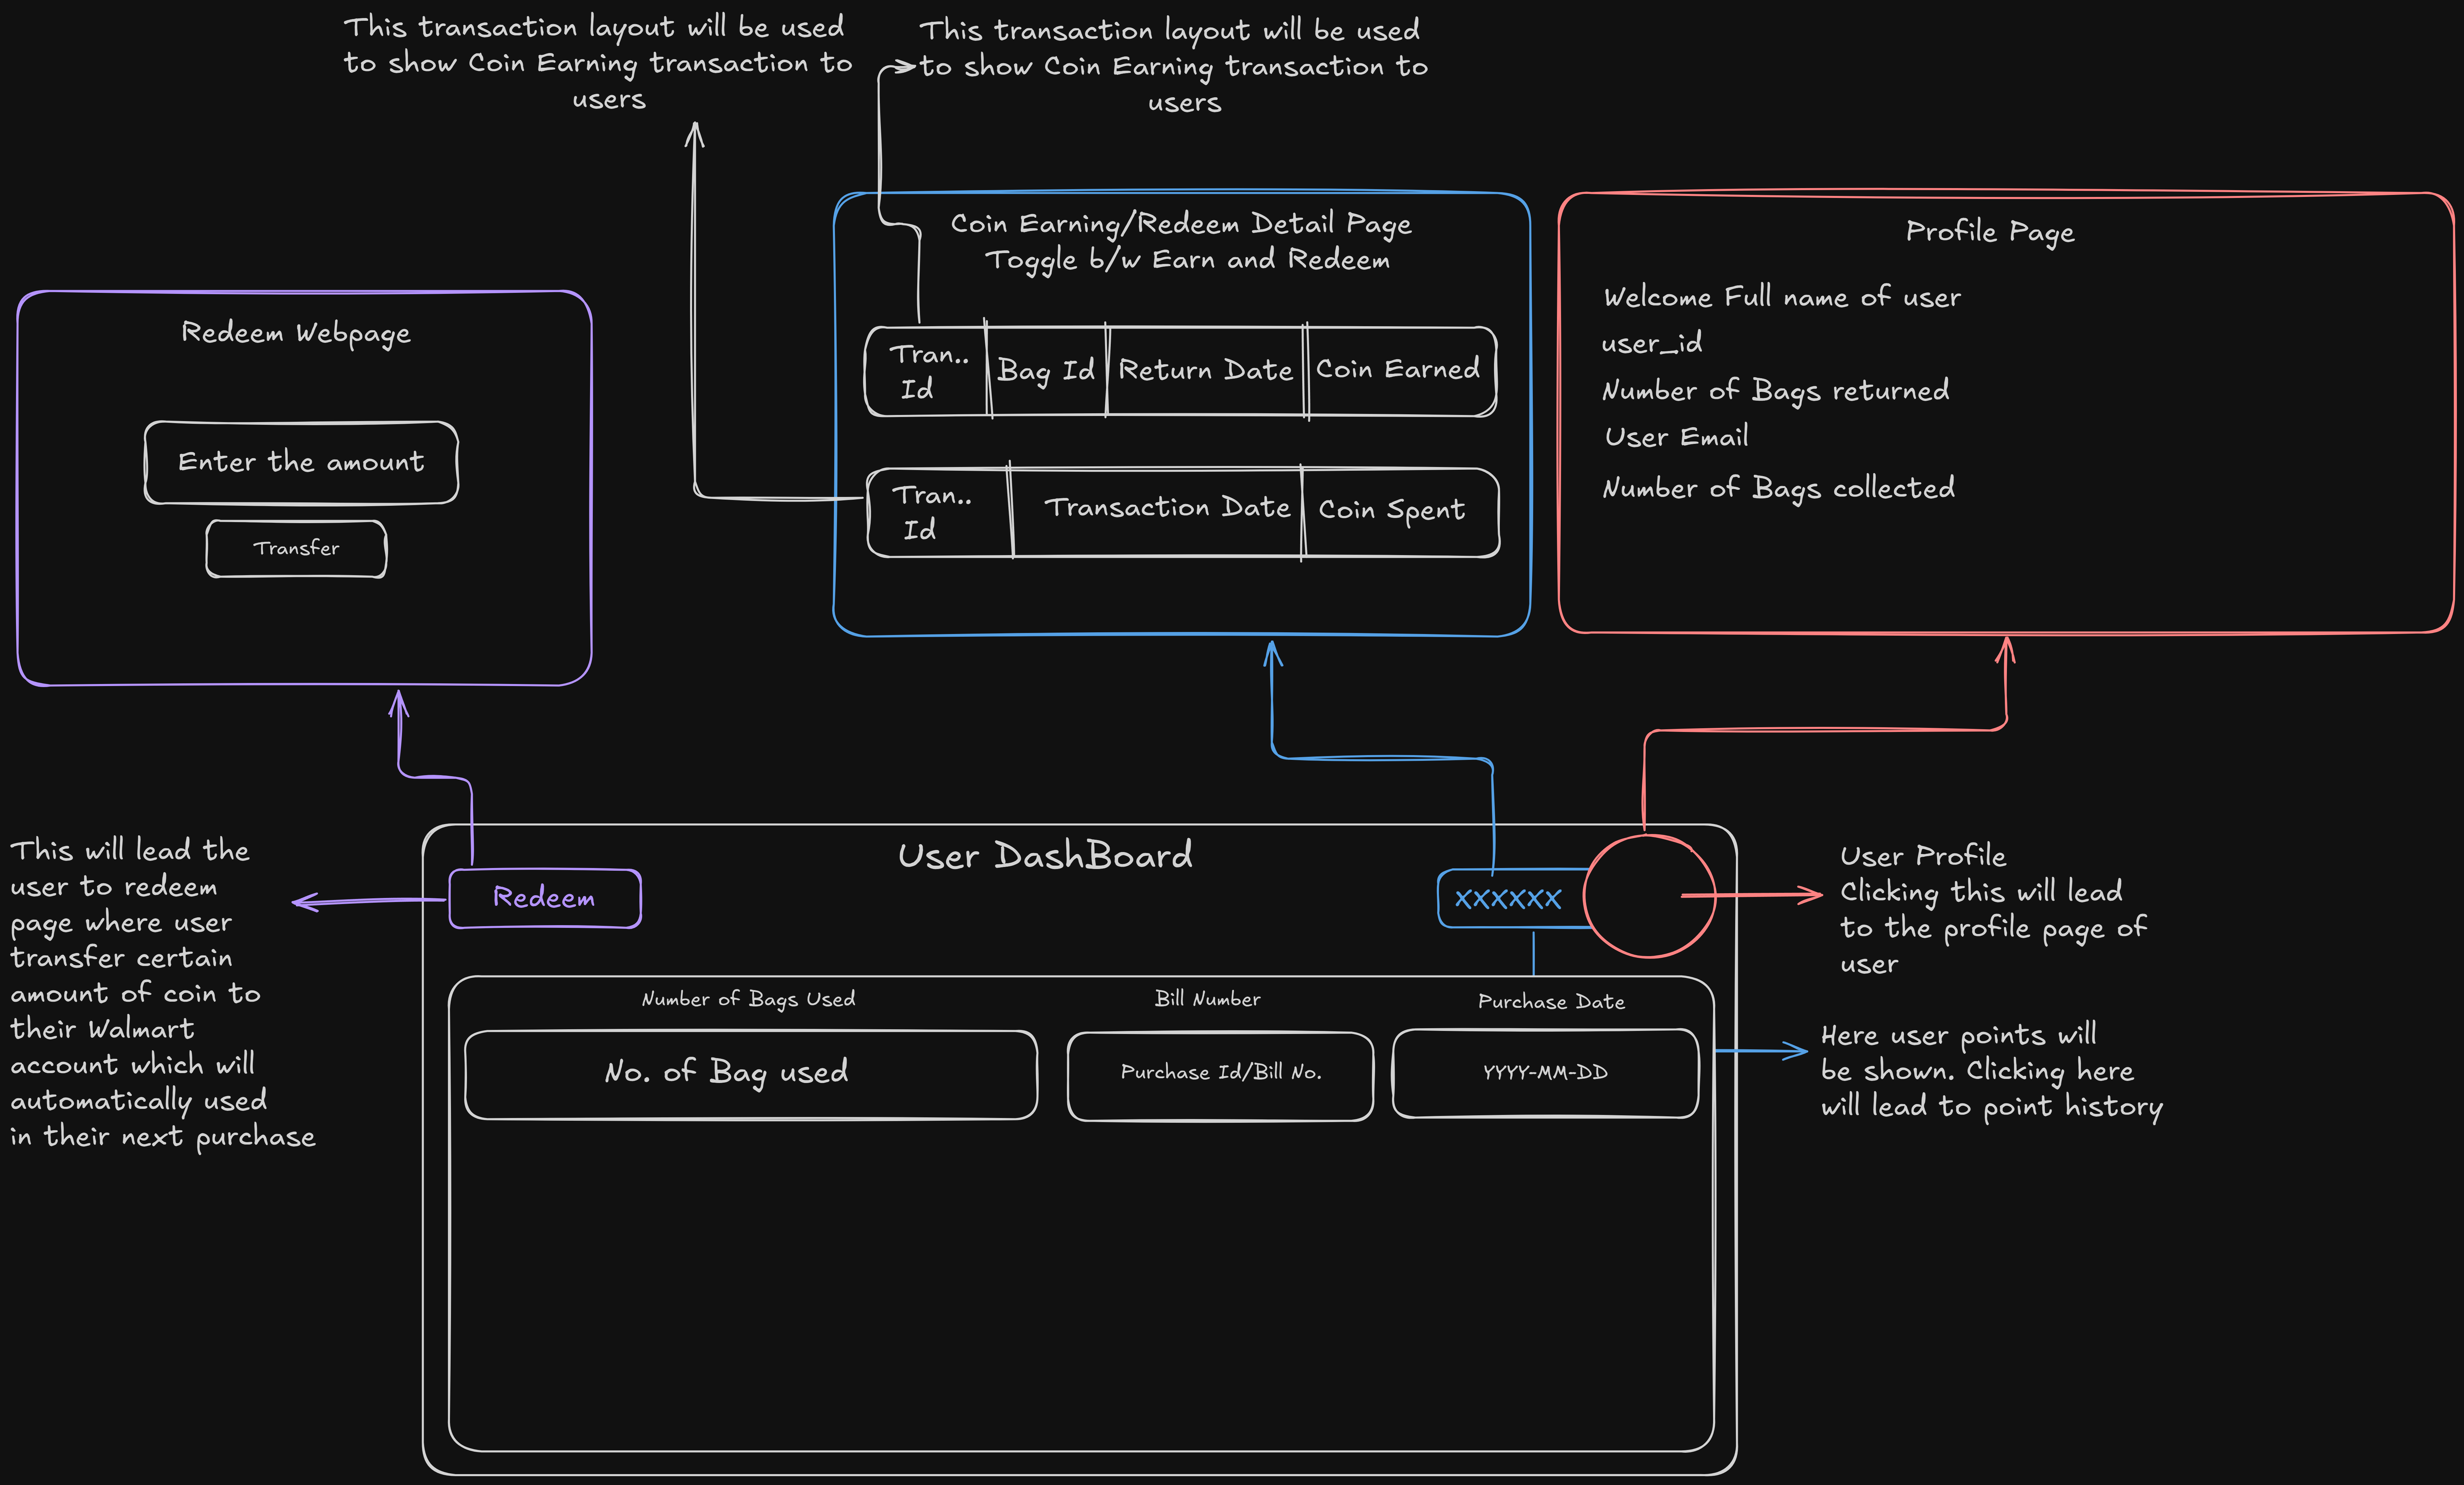 This transaction layout will be used
to show Coin Earning transaction to
users
This transaction layout will be used
to show Coin Earning transaction to
users
Coin Earning/Redeem Detail Page
Toggle b/w Earn and Redeem
Tran..
Id
Bag Id
Return Date
Coin Earned
Tran..
Id
Transaction Date
Coin Spent
Profile Page
Welcome Full name of user
user_id
Number of Bags returned
User Email
Number of Bags collected
Redeem Webpage
Enter the amount
Transfer
This will lead the
user to redeem
page where user
transfer certain
amount of coin to
their Walmart
account which will
automatically used
in their next purchase
User DashBoard
Redeem
XXXXXX
Number of Bags Used
Bill Number
Purchase Date
No. of Bag used
Purchase Id/Bill No.
YYYY-MM-DD
User Profile
Clicking this will lead
to the profile page of
user
Here user points will
be shown. Clicking here
will lead to point history